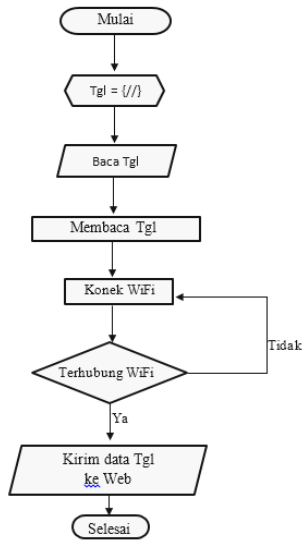 Mulai
Tgl = {//}
Baca Tgl
Membaca Tgl
Konek WiFi
Terhubung WiFi
Tidak
Ya
Kirim data Tgl
ke Web
Selesai